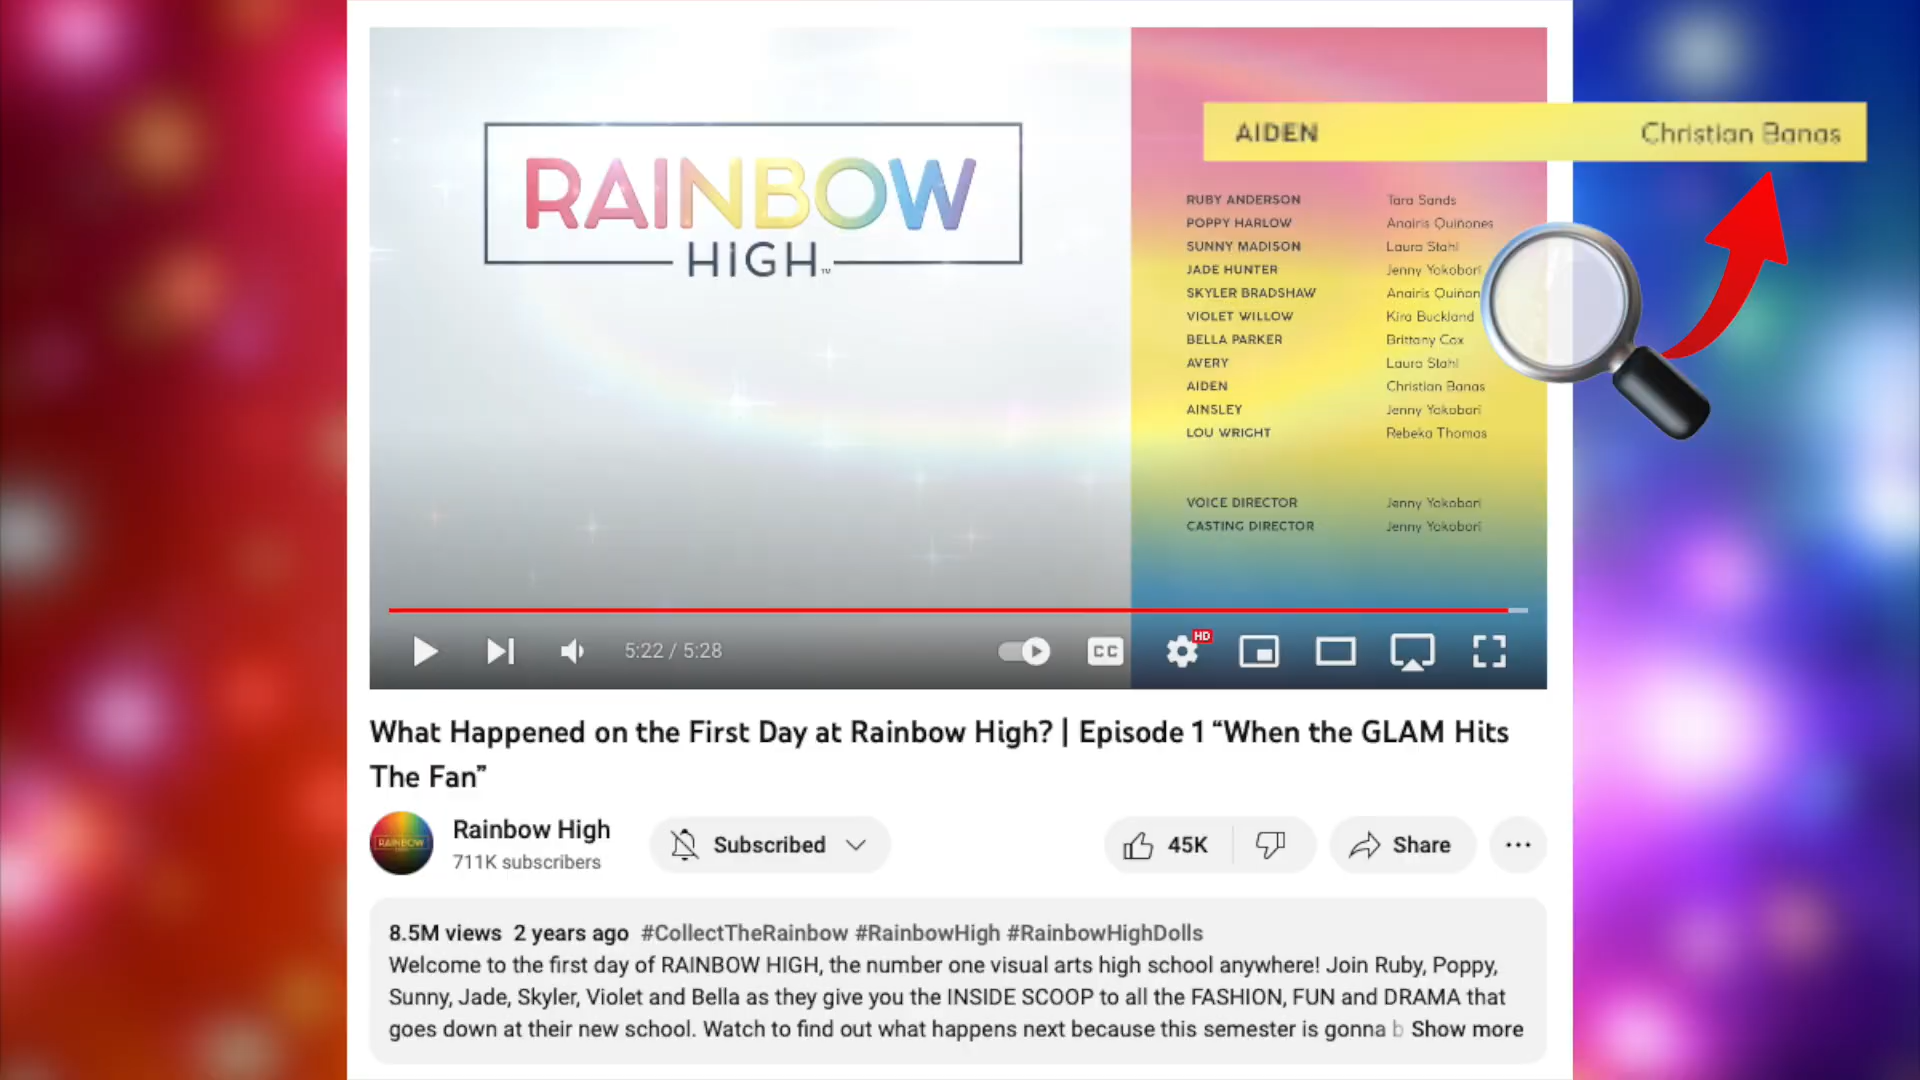 RAINBOW
HIGH™
AIDEN Christian Banas
RUBY ANDERSON Tara Sands
POPPY HARLOW Anairis Quiñones
SUNNY MADISON Laura Stahl
JADE HUNTER Jenny Yokobori
SKYLER BRADSHAW Anairis Quiñon
VIOLET WILLOW Kira Buckland
BELLA PARKER Brittany Cox
AVERY Laura Stahl
AIDEN Christian Banas
AINSLEY Jenny Yokobori
LOU WRIGHT Rebeka Thomas
VOICE DIRECTOR Jenny Yokobori
CASTING DIRECTOR Jenny Yokobori
5:22 / 5:28
CC
HD
What Happened on the First Day at Rainbow High? | Episode 1 “When the GLAM Hits
The Fan”
RAINBOW
Rainbow High
711K subscribers
Subscribed
45K
Share
8.5M views 2 years ago #CollectTheRainbow #RainbowHigh #RainbowHighDolls
Welcome to the first day of RAINBOW HIGH, the number one visual arts high school anywhere! Join Ruby, Poppy,
Sunny, Jade, Skyler, Violet and Bella as they give you the INSIDE SCOOP to all the FASHION, FUN and DRAMA that
goes down at their new school. Watch to find out what happens next because this semester is gonna b Show more